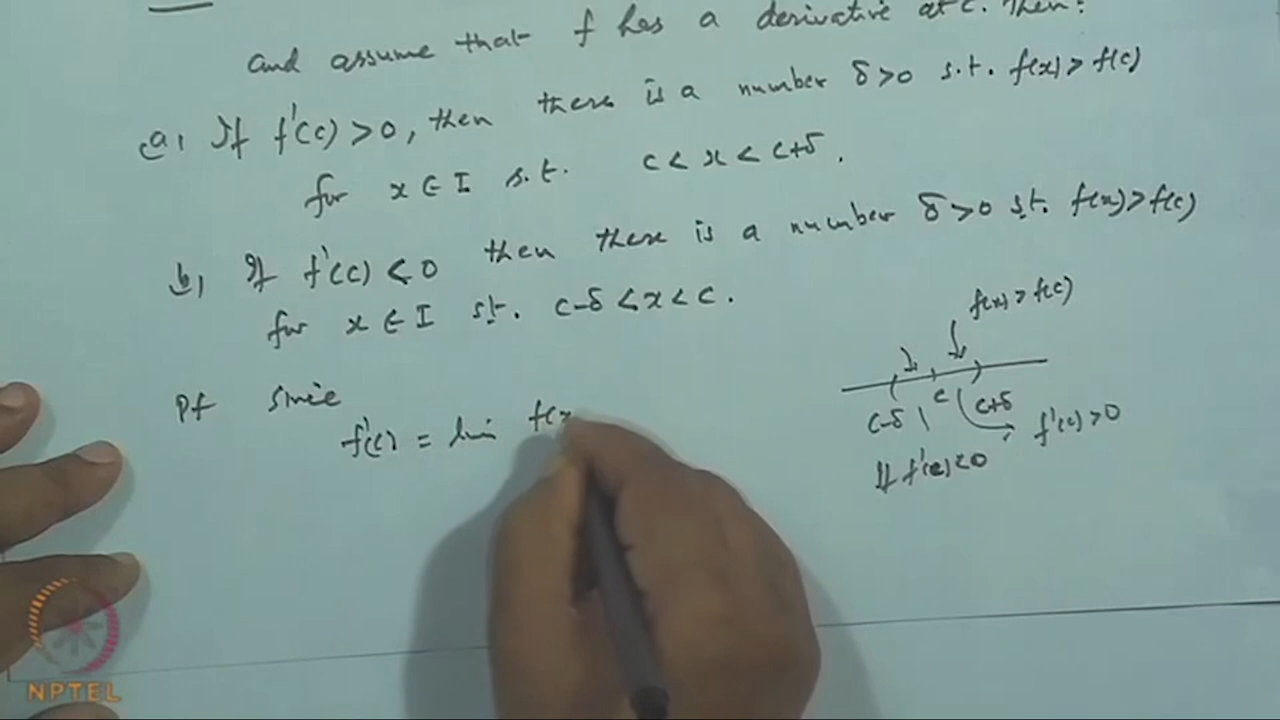 and assume that f has a derivative at c. Then:
(a) If f'(c) > 0, then there is a number δ>0 s.t. f(x) > f(c)
for x ∈ I s.t. c < x < c+δ.
(b) If f'(c) < 0 then there is a number δ>0 s.t. f(x) > f(c)
for x ∈ I s.t. c-δ < x < c.
f(x) > f(c)
c-δ c c+δ
f'(c) > 0
If f'(c) < 0
Pf Since
f'(c) = lim f(x
NPTEL